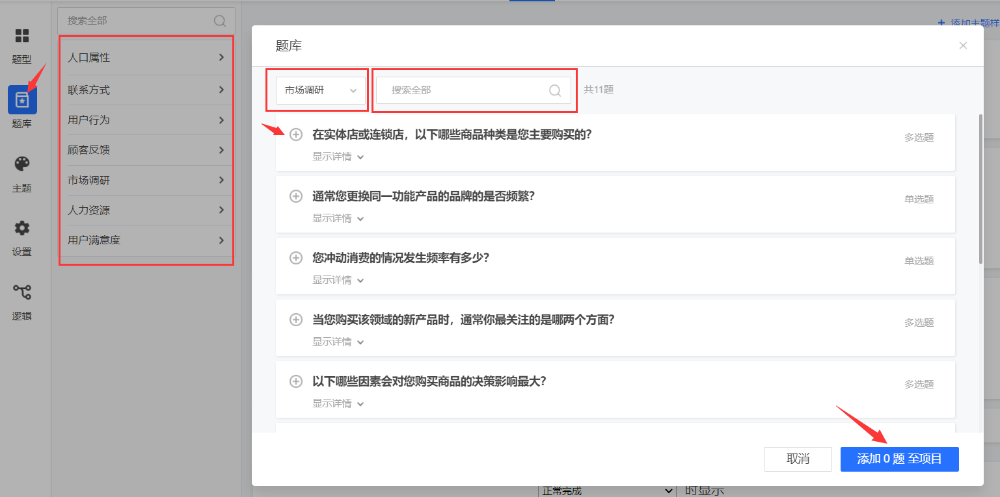 题型
题库
主题
设置
逻辑
搜索全部
人口属性
联系方式
用户行为
顾客反馈
市场调研
人力资源
用户满意度
+ 添加主题样
题库
市场调研
搜索全部
共11题
在实体店或连锁店，以下哪些商品种类是您主要购买的？
多选题
显示详情
通常您更换同一功能产品的品牌的是否频繁？
单选题
显示详情
您冲动消费的情况发生频率有多少？
单选题
显示详情
当您购买该领域的新产品时，通常你最关注的是哪两个方面？
多选题
显示详情
以下哪些因素会对您购买商品的决策影响最大？
多选题
显示详情
取消
添加 0 题 至项目
正常完成
时显示